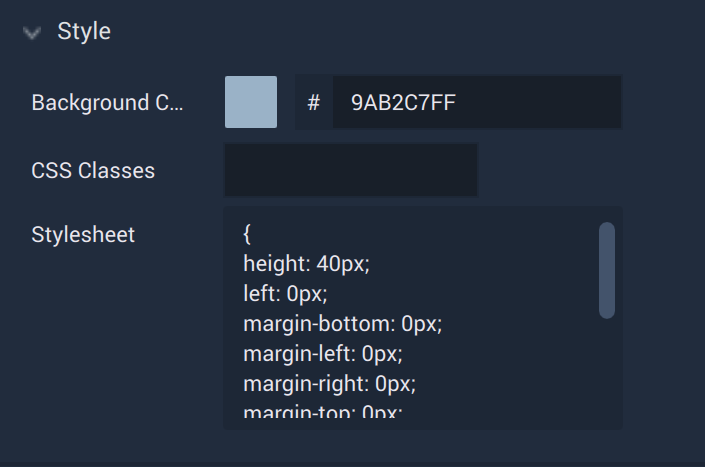 Style
Background C...
# 9AB2C7FF
CSS Classes
Stylesheet
{
height: 40px;
left: 0px;
margin-bottom: 0px;
margin-left: 0px;
margin-right: 0px;
margin-top: 0px;